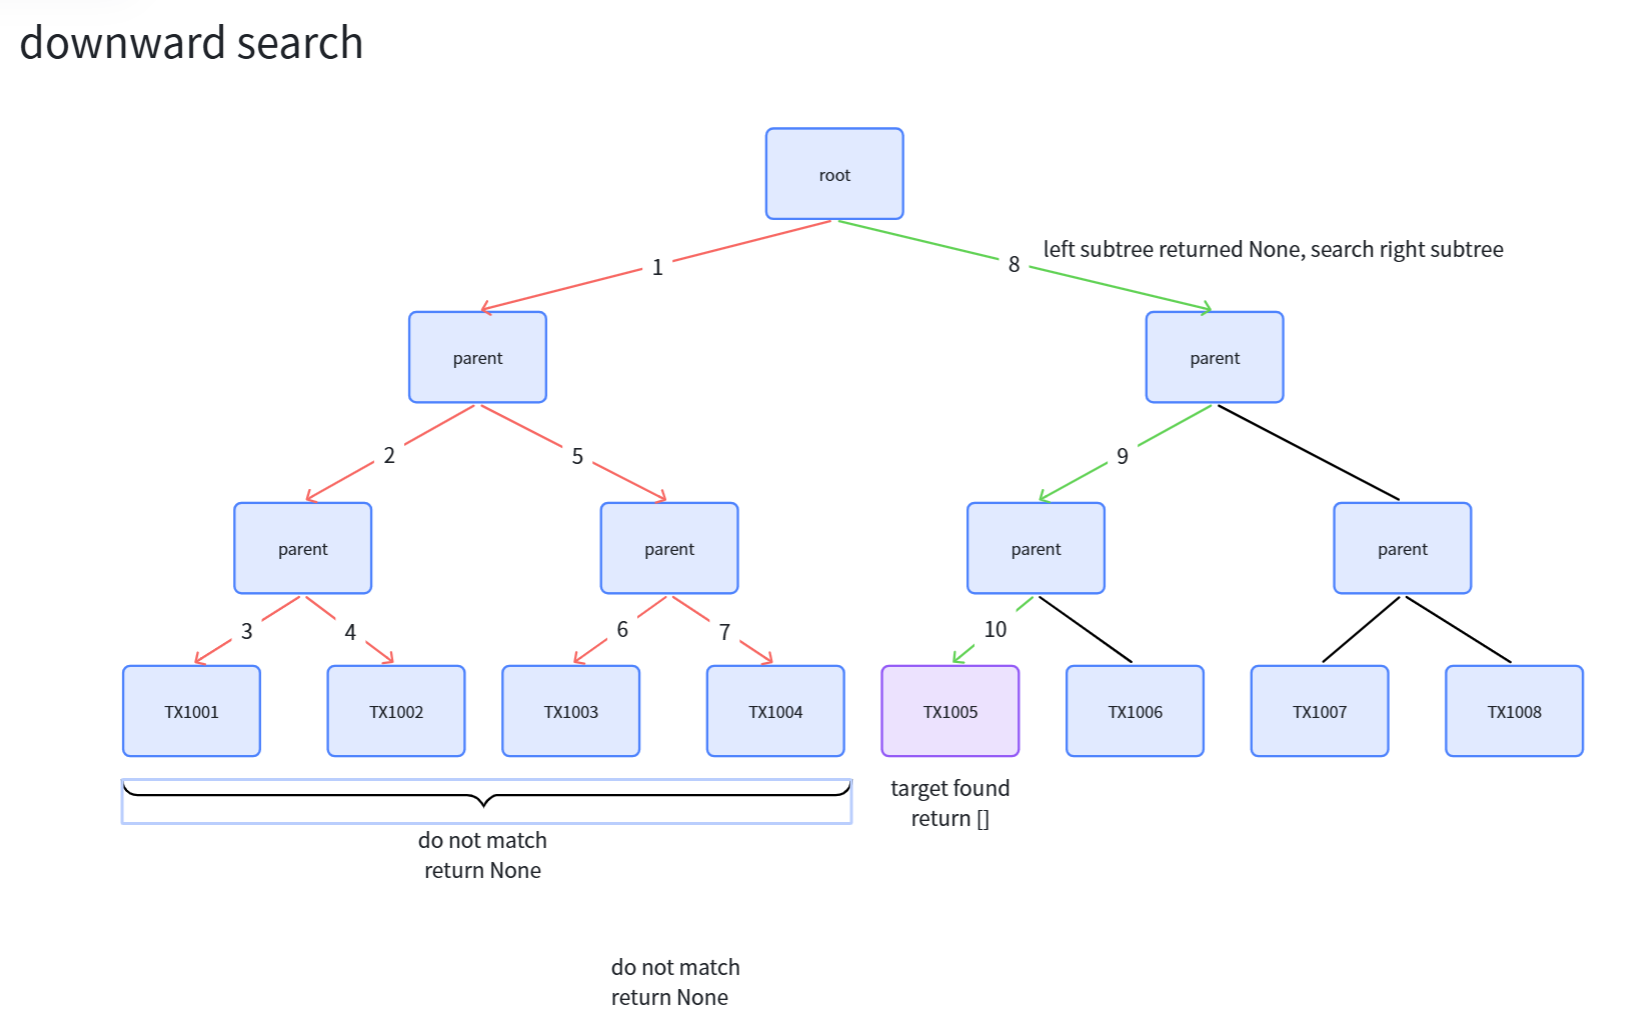 downward search
root
1
8
left subtree returned None, search right subtree
parent
parent
2
5
9
parent
parent
parent
parent
3
4
6
7
10
TX1001
TX1002
TX1003
TX1004
TX1005
TX1006
TX1007
TX1008
target found
return []
do not match
return None
do not match
return None